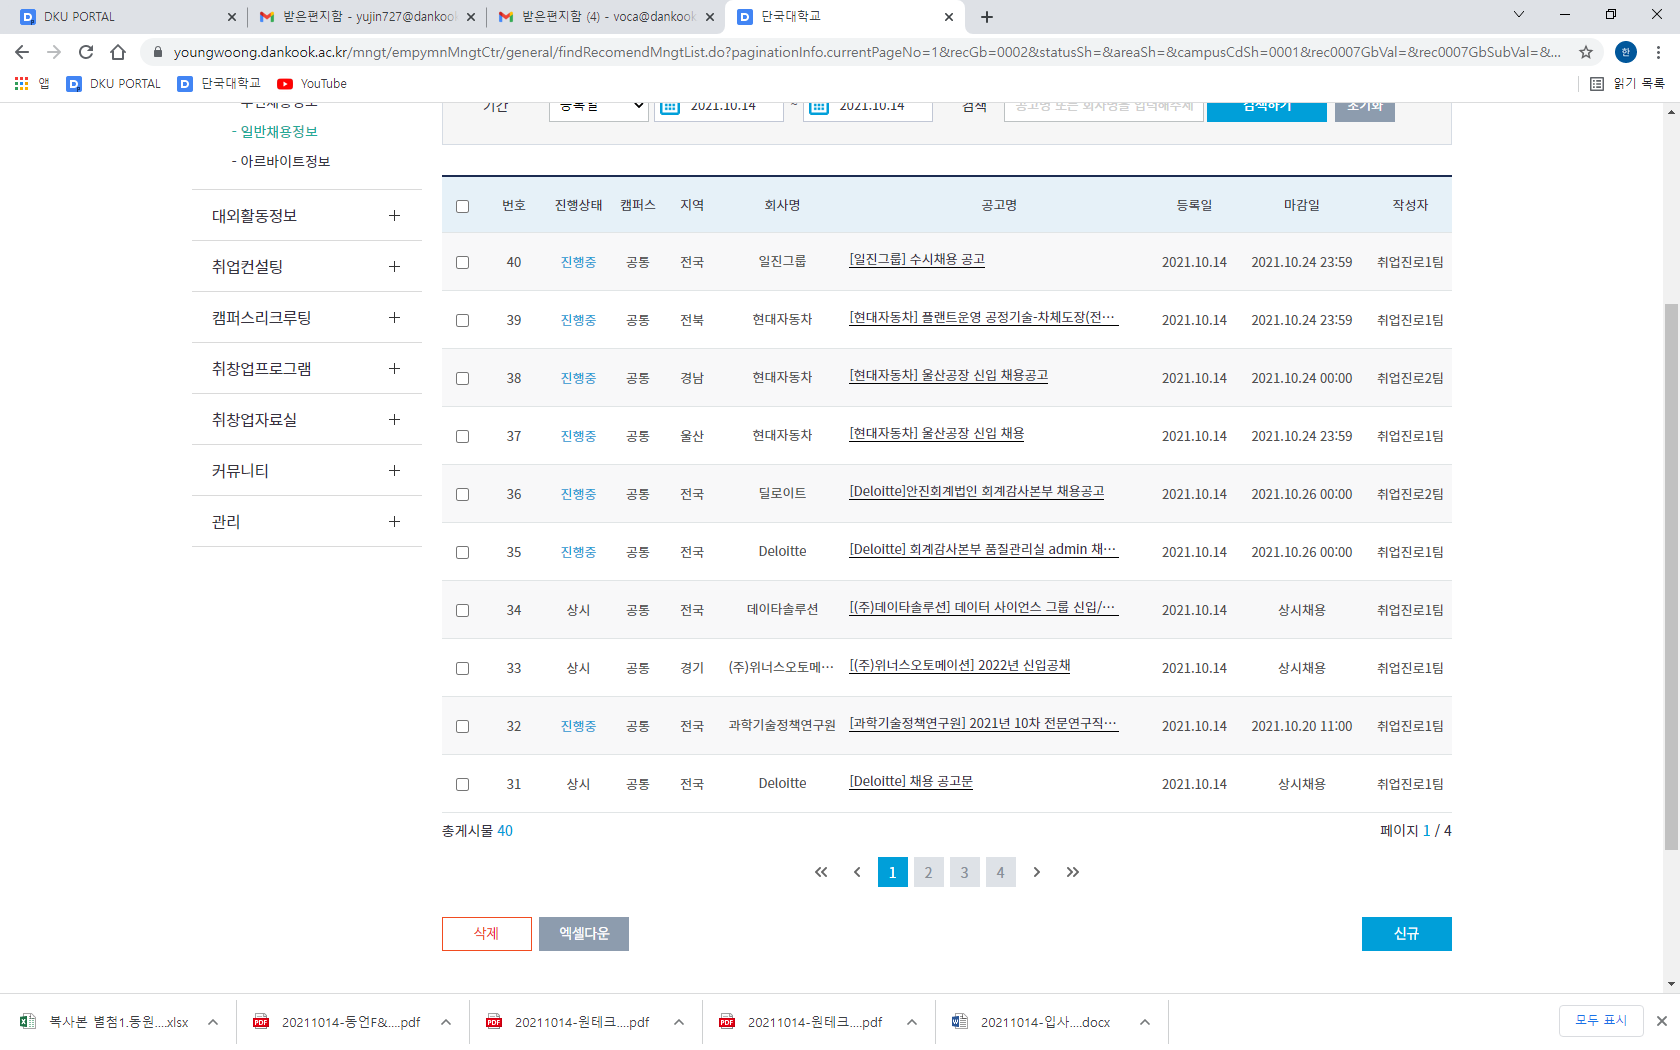 DKU PORTAL
받은편지함 - yujin727@dankook
받은편지함 (4) - voca@dankook
단국대학교
youngwoong.dankook.ac.kr/mngt/empymnMngtCtr/general/findRecomendMngtList.do?paginationInfo.currentPageNo=1&recGb=0002&statusSh=&areaSh=&campusCdSh=0001&rec0007GbVal=&rec0007GbSubVal=&...
한
앱 DKU PORTAL 단국대학교 YouTube 읽기 목록
기간 등록일 2021.10.14 ~ 2021.10.14 검색 공고명 또는 회사명을 입력해주세 검색하기 초기화
- 일반채용정보
- 아르바이트정보
대외활동정보 +
취업컨설팅 +
캠퍼스리크루팅 +
취창업프로그램 +
취창업자료실 +
커뮤니티 +
관리 +
번호 진행상태 캠퍼스 지역 회사명 공고명 등록일 마감일 작성자
40 진행중 공통 전국 일진그룹 [일진그룹] 수시채용 공고 2021.10.14 2021.10.24 23:59 취업진로1팀
39 진행중 공통 전북 현대자동차 [현대자동차] 플랜트운영 공정기술-차체도장(전··· 2021.10.14 2021.10.24 23:59 취업진로1팀
38 진행중 공통 경남 현대자동차 [현대자동차] 울산공장 신입 채용공고 2021.10.14 2021.10.24 00:00 취업진로2팀
37 진행중 공통 울산 현대자동차 [현대자동차] 울산공장 신입 채용 2021.10.14 2021.10.24 23:59 취업진로1팀
36 진행중 공통 전국 딜로이트 [Deloitte]안진회계법인 회계감사본부 채용공고 2021.10.14 2021.10.26 00:00 취업진로2팀
35 진행중 공통 전국 Deloitte [Deloitte] 회계감사본부 품질관리실 admin 채··· 2021.10.14 2021.10.26 00:00 취업진로1팀
34 상시 공통 전국 데이타솔루션 [(주)데이타솔루션] 데이터 사이언스 그룹 신입/··· 2021.10.14 상시채용 취업진로1팀
33 상시 공통 경기 (주)위너스오토메··· [(주)위너스오토메이션] 2022년 신입공채 2021.10.14 상시채용 취업진로1팀
32 진행중 공통 전국 과학기술정책연구원 [과학기술정책연구원] 2021년 10차 전문연구직··· 2021.10.14 2021.10.20 11:00 취업진로1팀
31 상시 공통 전국 Deloitte [Deloitte] 채용 공고문 2021.10.14 상시채용 취업진로1팀
총게시물 40 페이지 1 / 4
« ‹ 1 2 3 4 › »
삭제 엑셀다운 신규
복사본 별첨1.동원....xlsx
20211014-동언F&....pdf
20211014-원테크....pdf
20211014-원테크....pdf
20211014-입사....docx
모두 표시